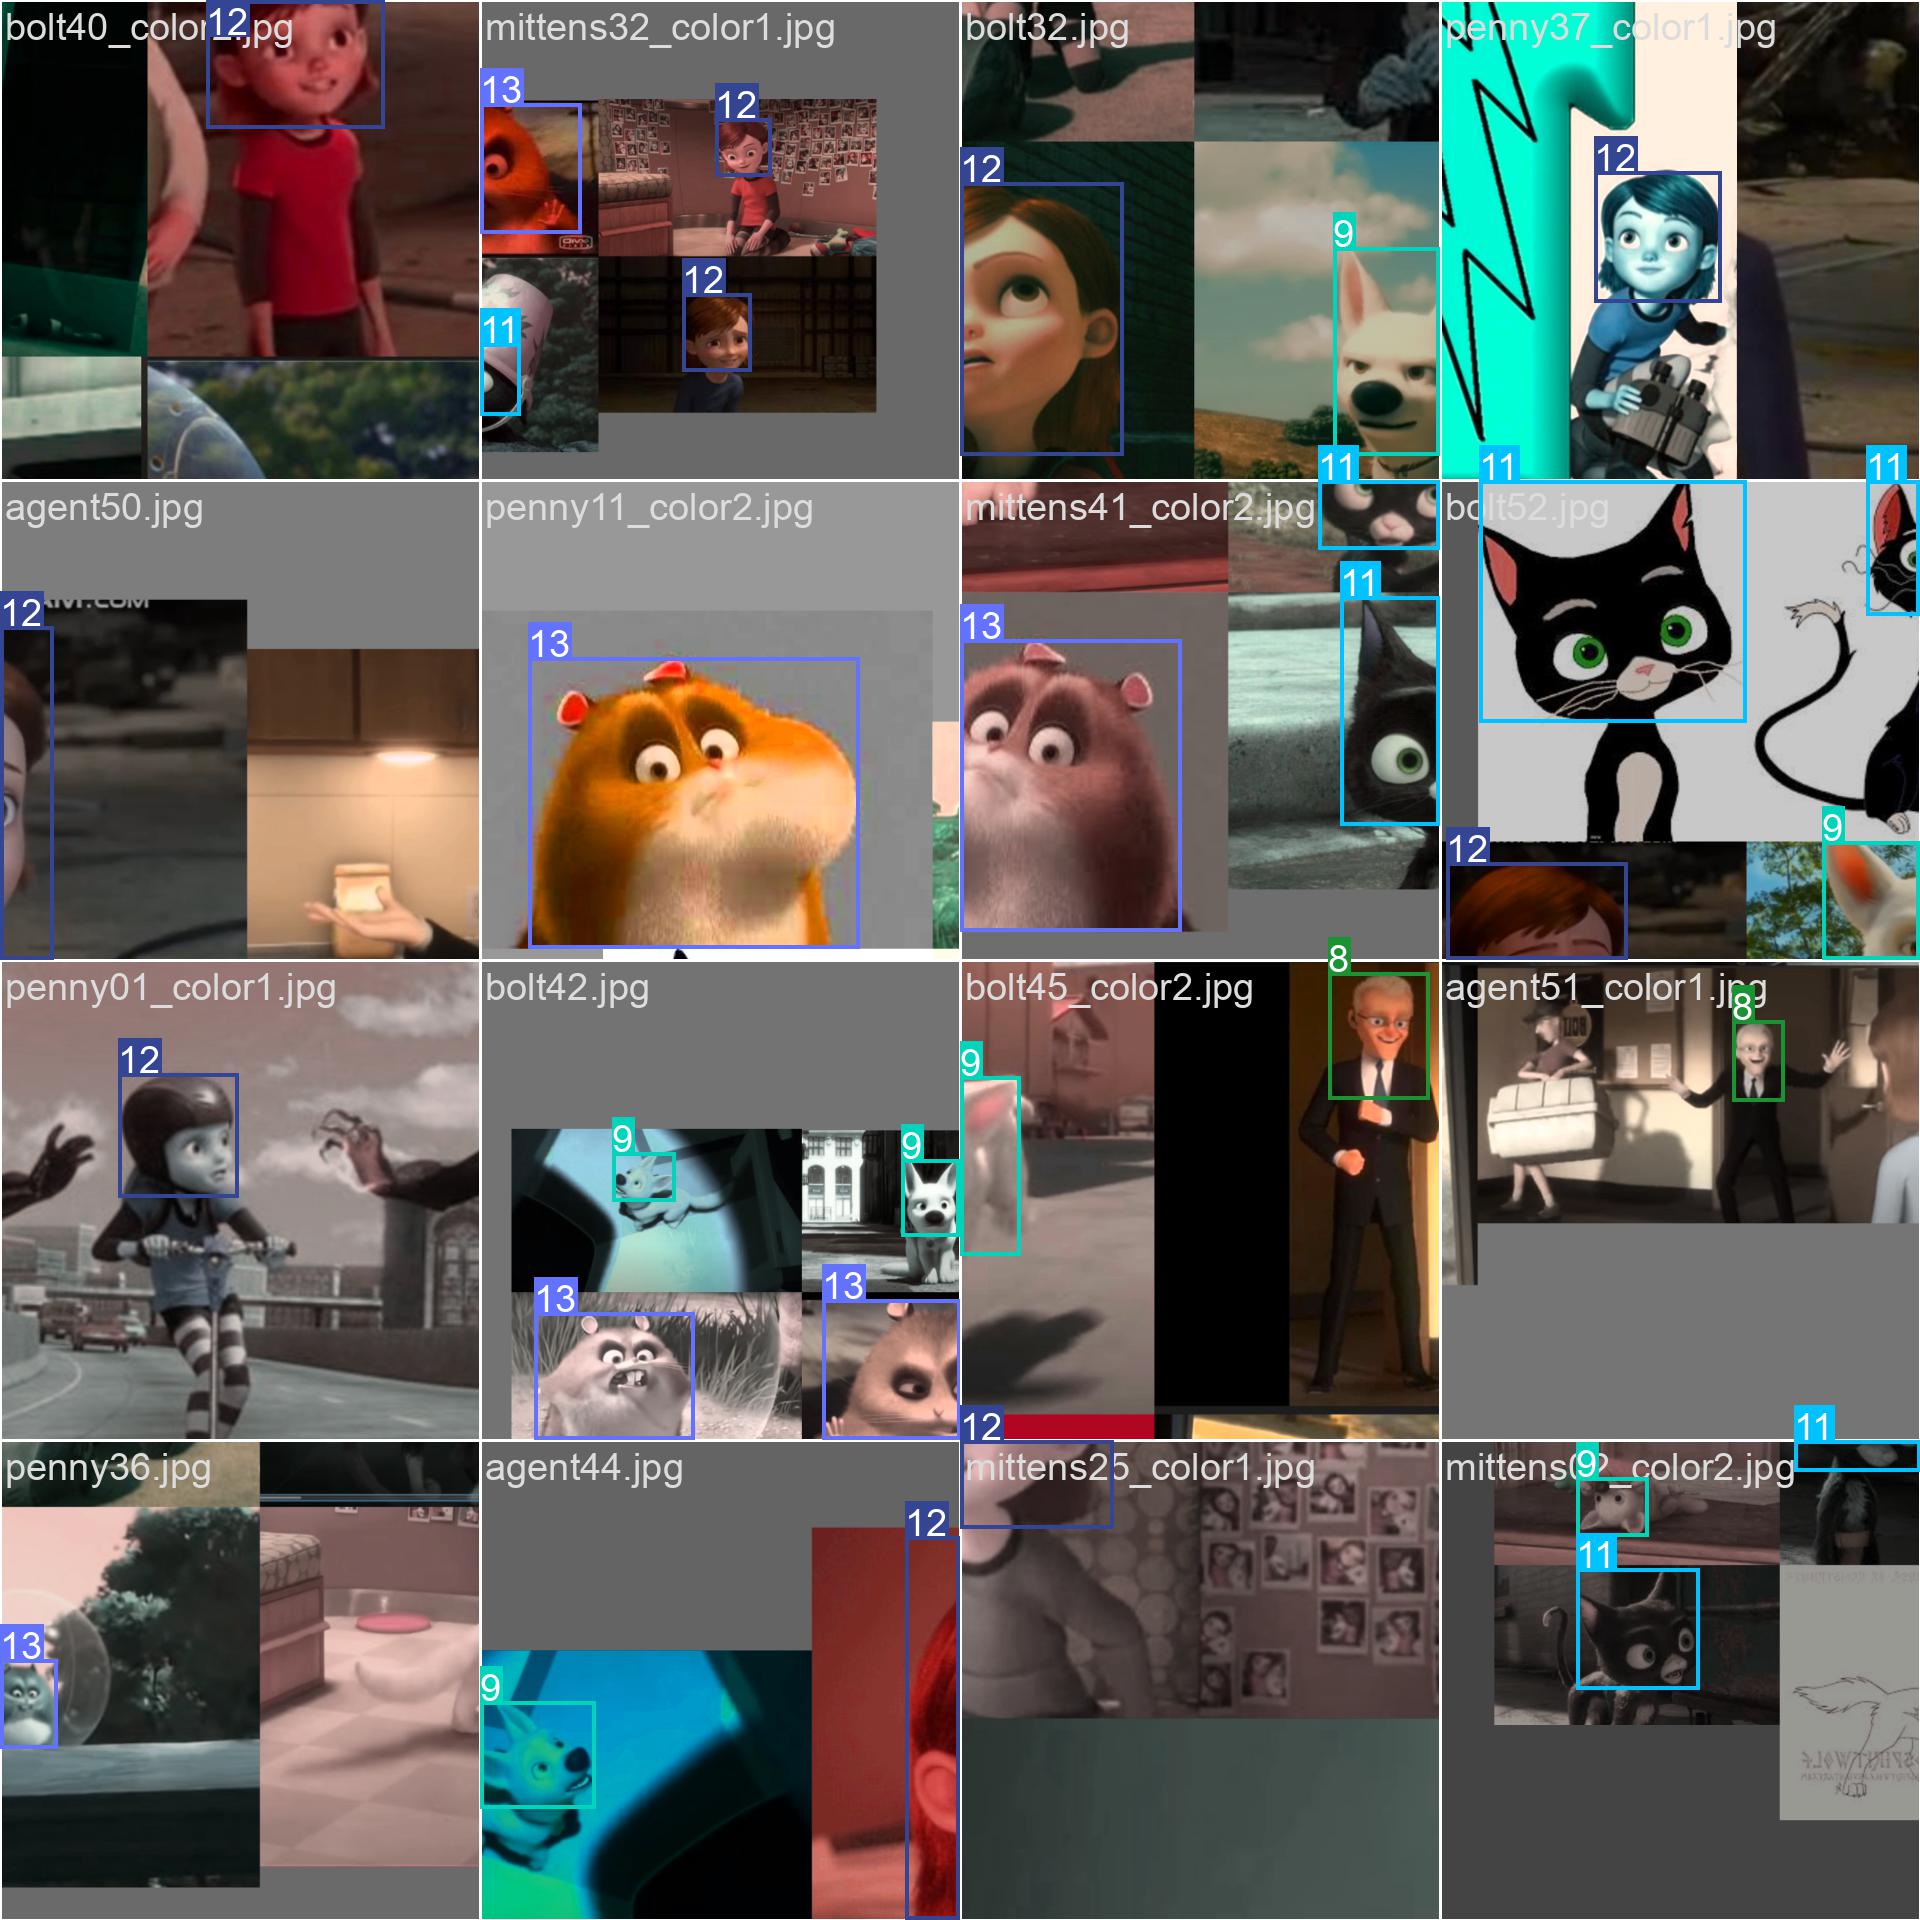 bolt40_color1.jpg
12
mittens32_color1.jpg
13
12
12
11
bolt32.jpg
12
9
penny37_color1.jpg
12
agent50.jpg
12
penny11_color2.jpg
13
mittens41_color2.jpg
11
11
13
bolt52.jpg
11
11
12
9
penny01_color1.jpg
12
bolt42.jpg
9
9
13
13
bolt45_color2.jpg
8
9
agent51_color1.jpg
8
penny36.jpg
13
agent44.jpg
12
9
mittens25_color1.jpg
12
mittens02_color2.jpg
9
11
11